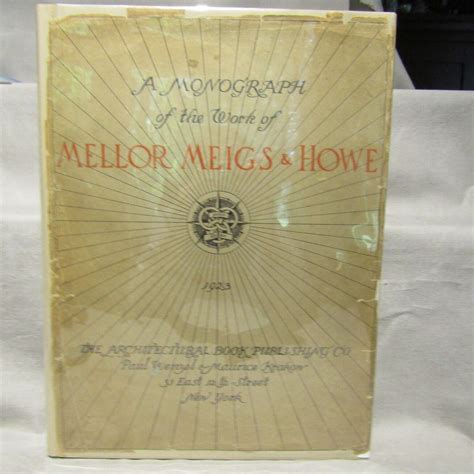 A MONOGRAPH
of the Work of
MELLOR MEIGS & HOWE
1923
THE ARCHITECTURAL BOOK PUBLISHING CO
Paul Wenzel & Maurice Krakow
31 East 12th Street
New York